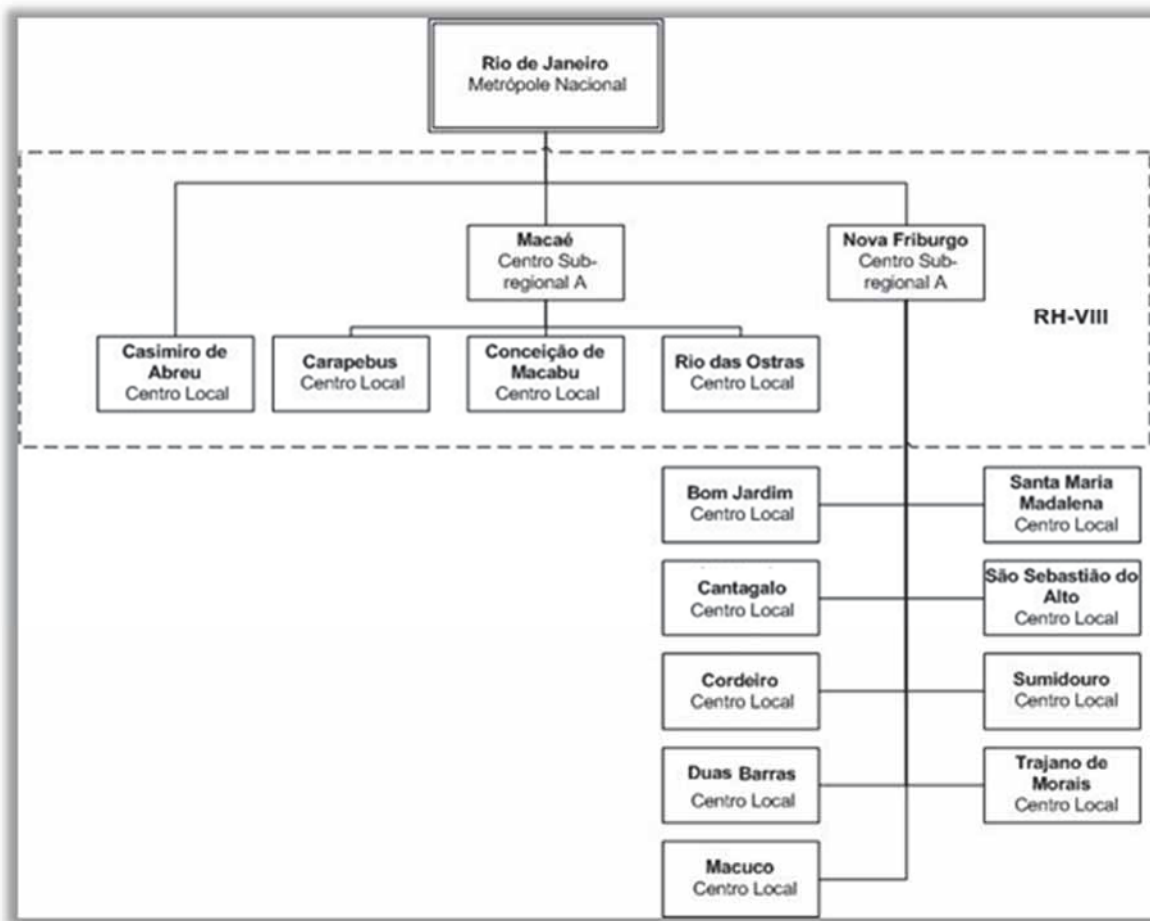 Rio de Janeiro
Metrópole Nacional
Macaé
Centro Sub-
regional A
Nova Friburgo
Centro Sub-
regional A
RH-VIII
Casimiro de
Abreu
Centro Local
Carapebus
Centro Local
Conceição de
Macabu
Centro Local
Rio das Ostras
Centro Local
Bom Jardim
Centro Local
Santa Maria
Madalena
Centro Local
Cantagalo
Centro Local
São Sebastião do
Alto
Centro Local
Cordeiro
Centro Local
Sumidouro
Centro Local
Duas Barras
Centro Local
Trajano de
Morais
Centro Local
Macuco
Centro Local